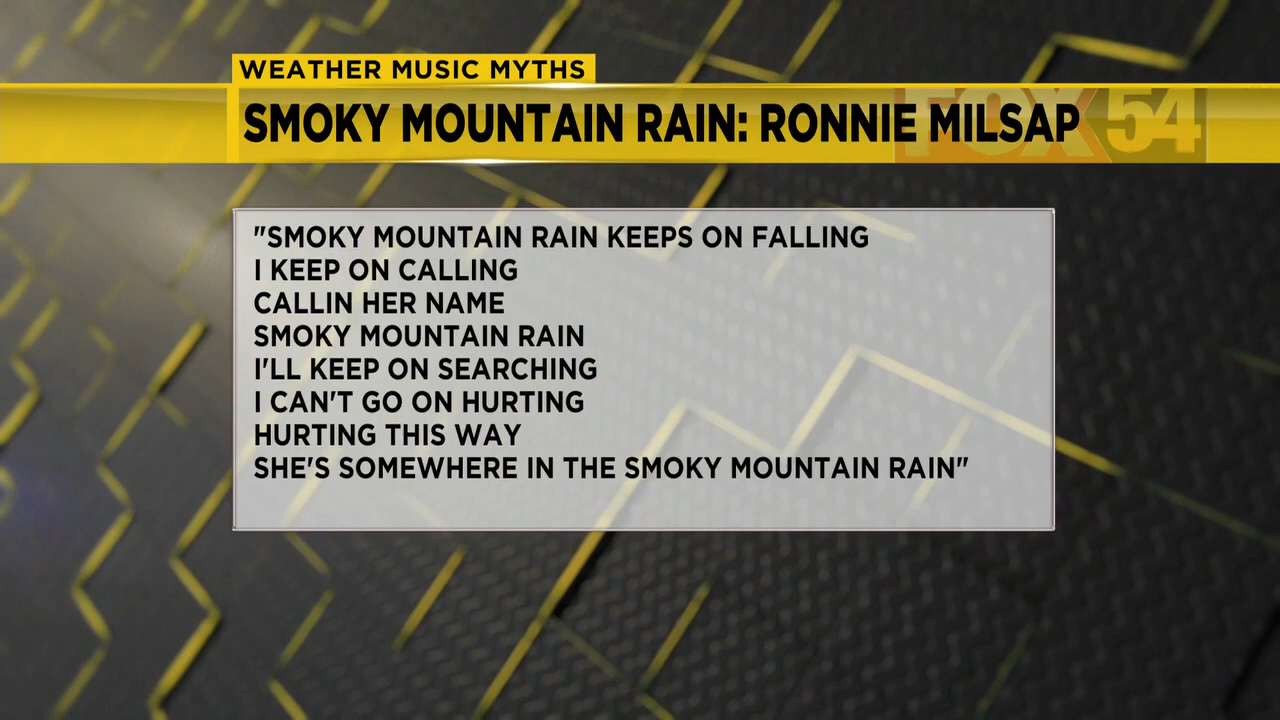 WEATHER MUSIC MYTHS
SMOKY MOUNTAIN RAIN: RONNIE MILSAP
FOX 54
"SMOKY MOUNTAIN RAIN KEEPS ON FALLING
I KEEP ON CALLING
CALLIN HER NAME
SMOKY MOUNTAIN RAIN
I'LL KEEP ON SEARCHING
I CAN'T GO ON HURTING
HURTING THIS WAY
SHE'S SOMEWHERE IN THE SMOKY MOUNTAIN RAIN"